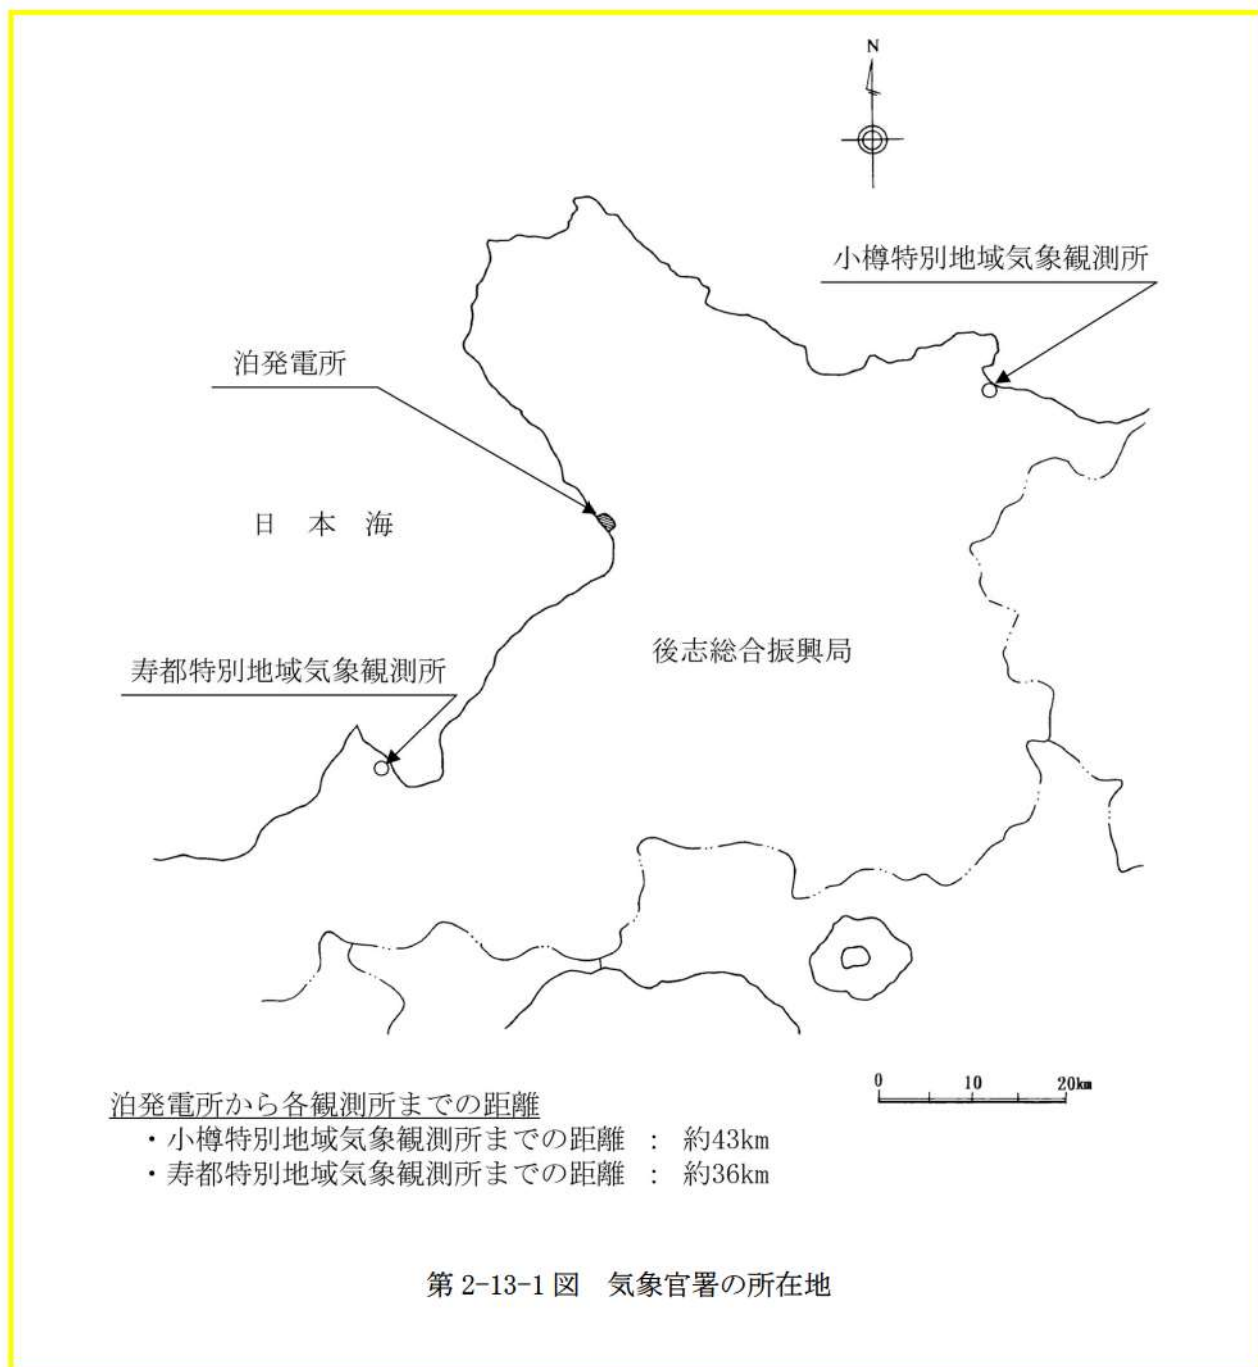 N
小樽特別地域気象観測所
泊発電所
日本海
後志総合振興局
寿都特別地域気象観測所
0 10 20km
泊発電所から各観測所までの距離
・小樽特別地域気象観測所までの距離 : 約43km
・寿都特別地域気象観測所までの距離 : 約36km
第2-13-1図 気象官署の所在地